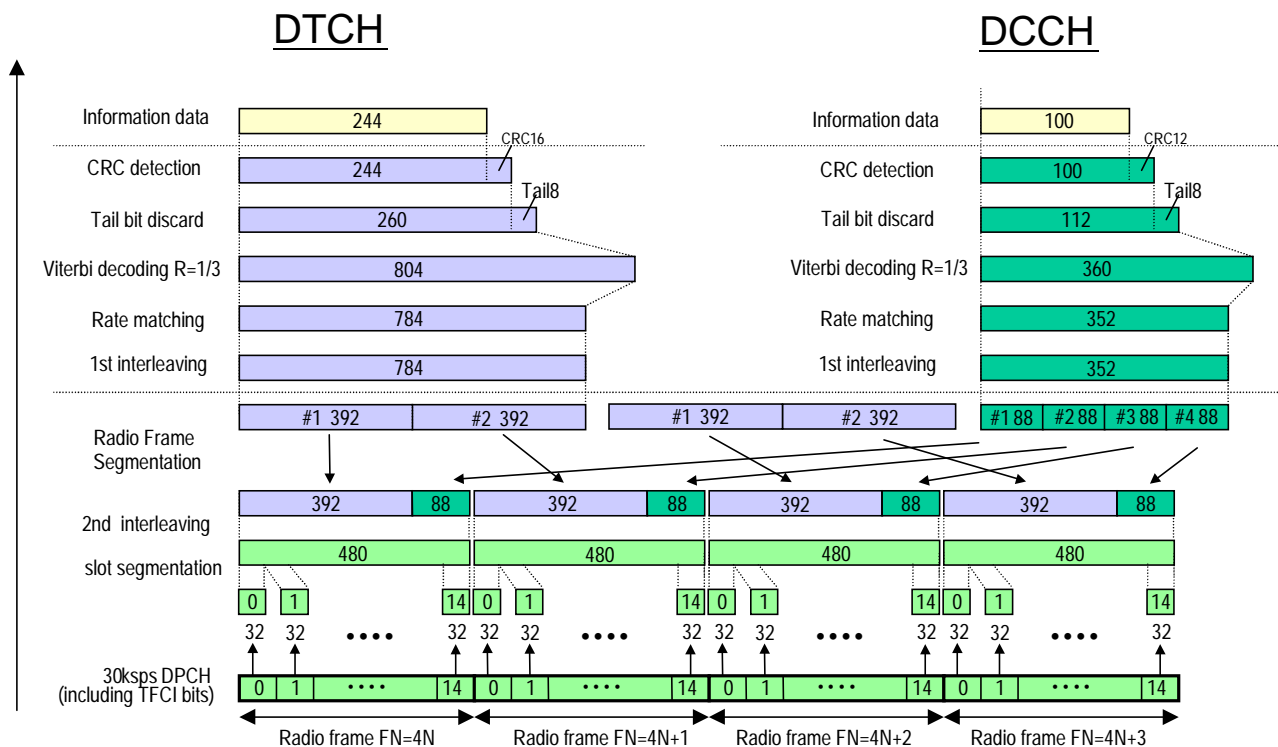 DTCH DCCH
Information data 244 Information data 100
CRC16 CRC12
CRC detection 244 CRC detection 100
Tail8 Tail8
Tail bit discard 260 Tail bit discard 112
Viterbi decoding R=1/3 804 Viterbi decoding R=1/3 360
Rate matching 784 Rate matching 352
1st interleaving 784 1st interleaving 352
#1 392 #2 392 #1 392 #2 392 #1 88 #2 88 #3 88 #4 88
Radio Frame
Segmentation
392 88 392 88 392 88 392 88
2nd interleaving
480 480 480 480
slot segmentation
0 1 14 0 1 14 0 1 14 0 1 14
32 32 •••• 32 32 32 •••• 32 32 32 •••• 32 32 32 •••• 32
30ksps DPCH
(including TFCI bits)
0 1 •••• 14 0 1 •••• 14 0 1 •••• 14 0 1 •••• 14
Radio frame FN=4N Radio frame FN=4N+1 Radio frame FN=4N+2 Radio frame FN=4N+3